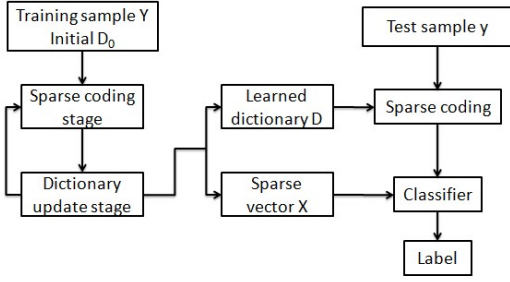 Training sample Y
Initial D₀
Test sample y
Sparse coding
stage
Learned
dictionary D
Sparse coding
Dictionary
update stage
Sparse
vector X
Classifier
Label